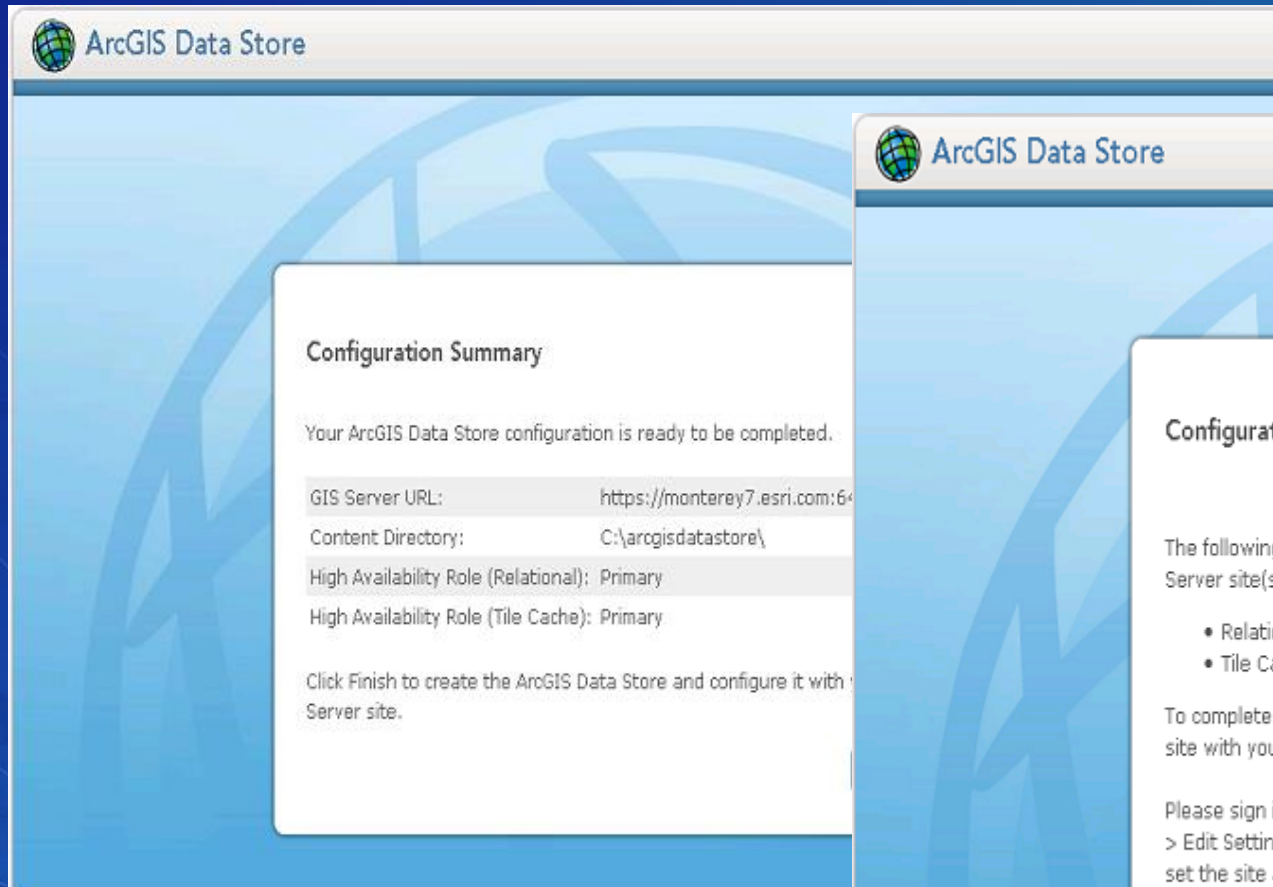 ArcGIS Data Store
Configuration Summary
Your ArcGIS Data Store configuration is ready to be completed.
GIS Server URL: https://monterey7.esri.com:64
Content Directory: C:\arcgisdatastore\
High Availability Role (Relational): Primary
High Availability Role (Tile Cache): Primary
Click Finish to create the ArcGIS Data Store and configure it with
Server site.
ArcGIS Data Store
Configurat
The following
Server site(s
• Relati
• Tile Ca
To complete
site with you
Please sign i
> Edit Settin
set the site